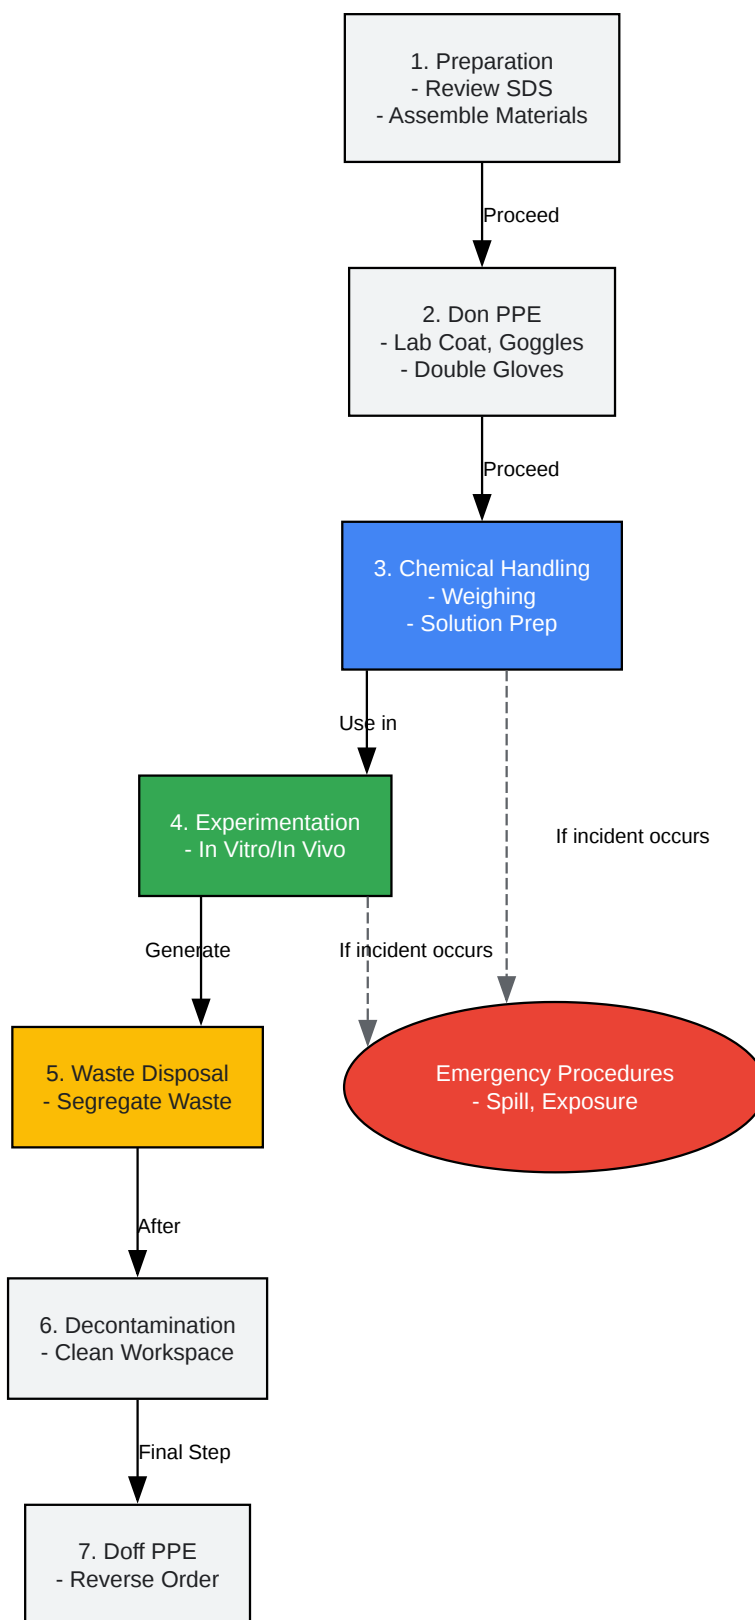 1. Preparation
- Review SDS
- Assemble Materials
Proceed
2. Don PPE
- Lab Coat, Goggles
- Double Gloves
Proceed
3. Chemical Handling
- Weighing
- Solution Prep
Use in
4. Experimentation
- In Vitro/In Vivo
If incident occurs
Generate
If incident occurs
5. Waste Disposal
- Segregate Waste
Emergency Procedures
- Spill, Exposure
After
6. Decontamination
- Clean Workspace
Final Step
7. Doff PPE
- Reverse Order